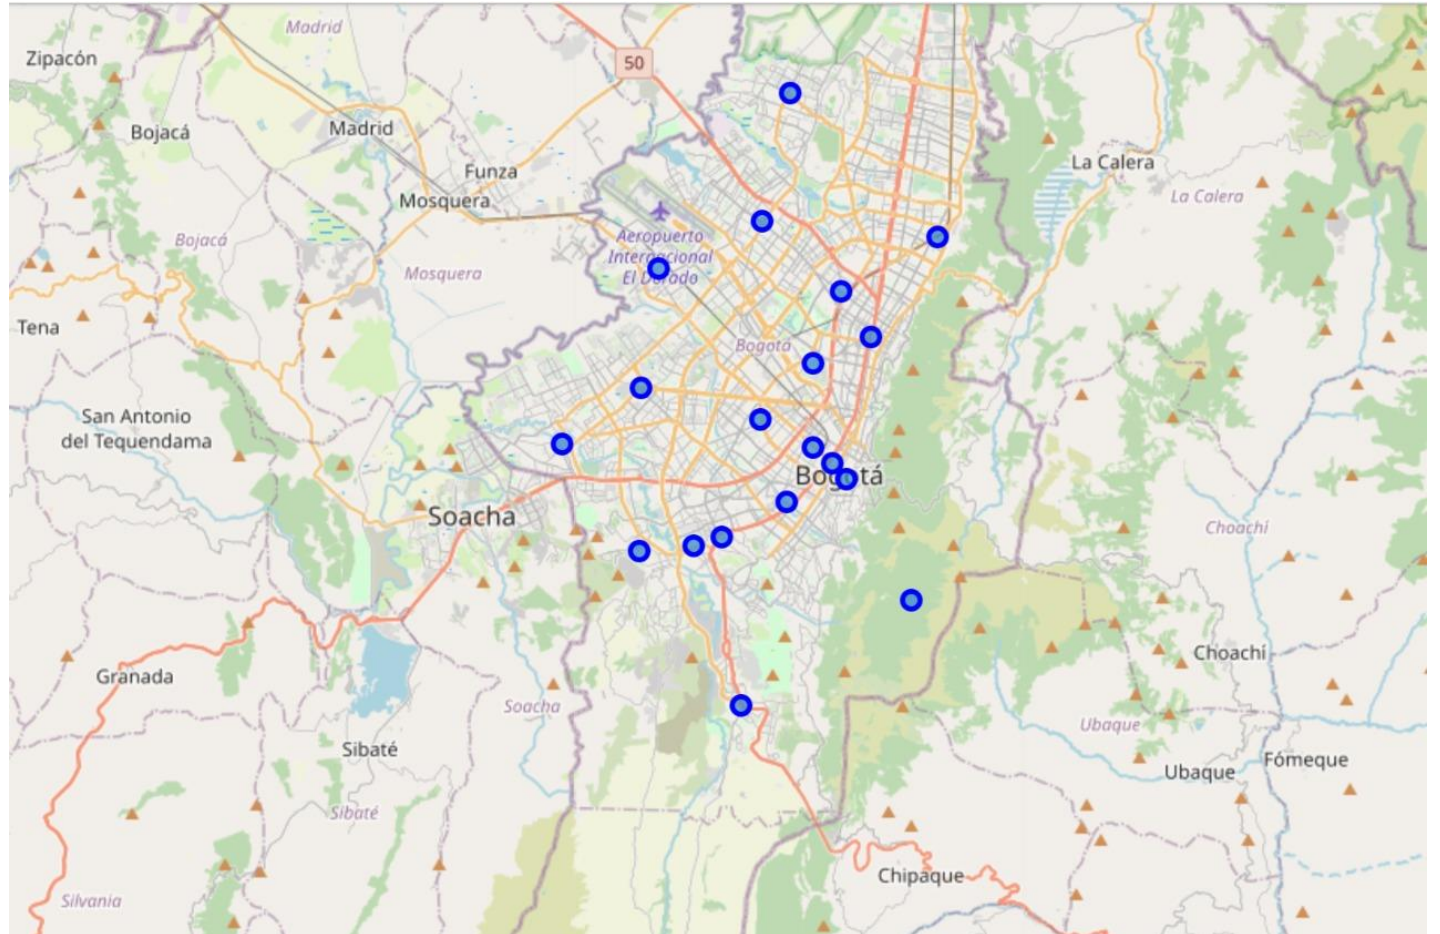 Madrid
Zipacón
50
Bojacá
Madrid
La Calera
Funza
Mosquera
La Calera
Bojacá
Aeropuerto
Internacional
El Dorado
Mosquera
Tena
Bogotá
San Antonio
del Tequendama
Bogotá
Soacha
Choachí
Choachí
Granada
Soacha
Ubaque
Sibaté
Fómeque
Ubaque
Sibaté
Chipaque
Silvania